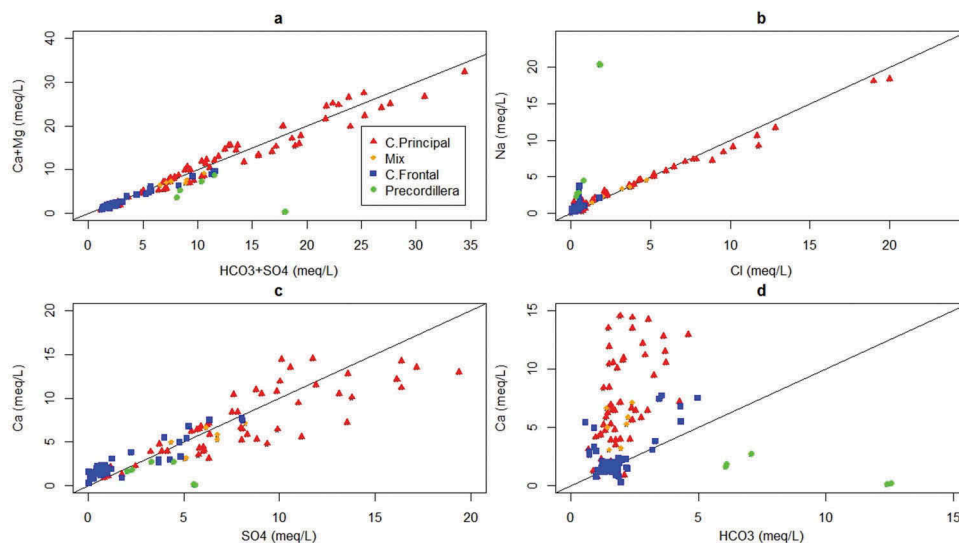 a
Ca+Mg (meq/L)
40
30
20
10
0
0
5
10
15
20
25
30
35
HCO3+SO4 (meq/L)
C.Principal
Mix
C.Frontal
Precordillera
b
Na (meq/L)
20
15
10
5
0
0
5
10
15
20
Cl (meq/L)
c
Ca (meq/L)
20
15
10
5
0
0
5
10
15
20
SO4 (meq/L)
d
Ca (meq/L)
15
10
5
0
0
5
10
15
HCO3 (meq/L)